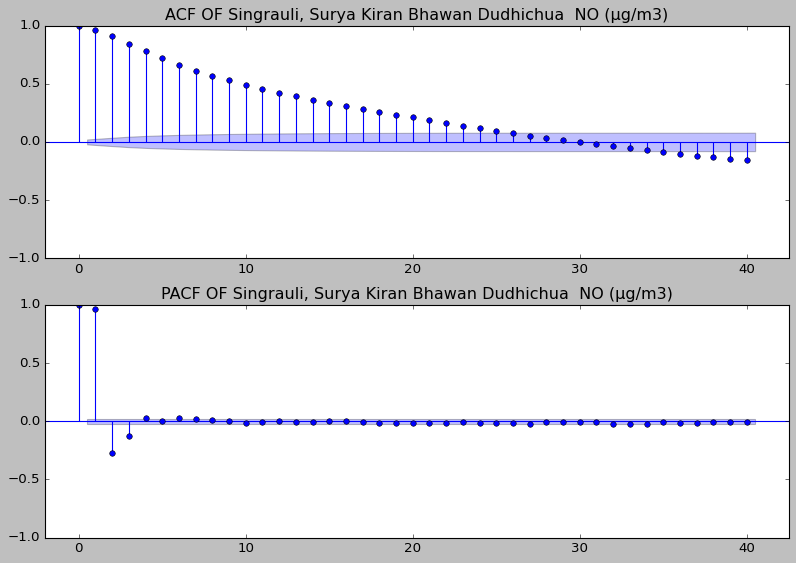 ACF OF Singrauli, Surya Kiran Bhawan Dudhichua  NO (µg/m3)
1.0
0.5
0.0
−0.5
−1.0
0 10 20 30 40
PACF OF Singrauli, Surya Kiran Bhawan Dudhichua  NO (µg/m3)
1.0
0.5
0.0
−0.5
−1.0
0 10 20 30 40